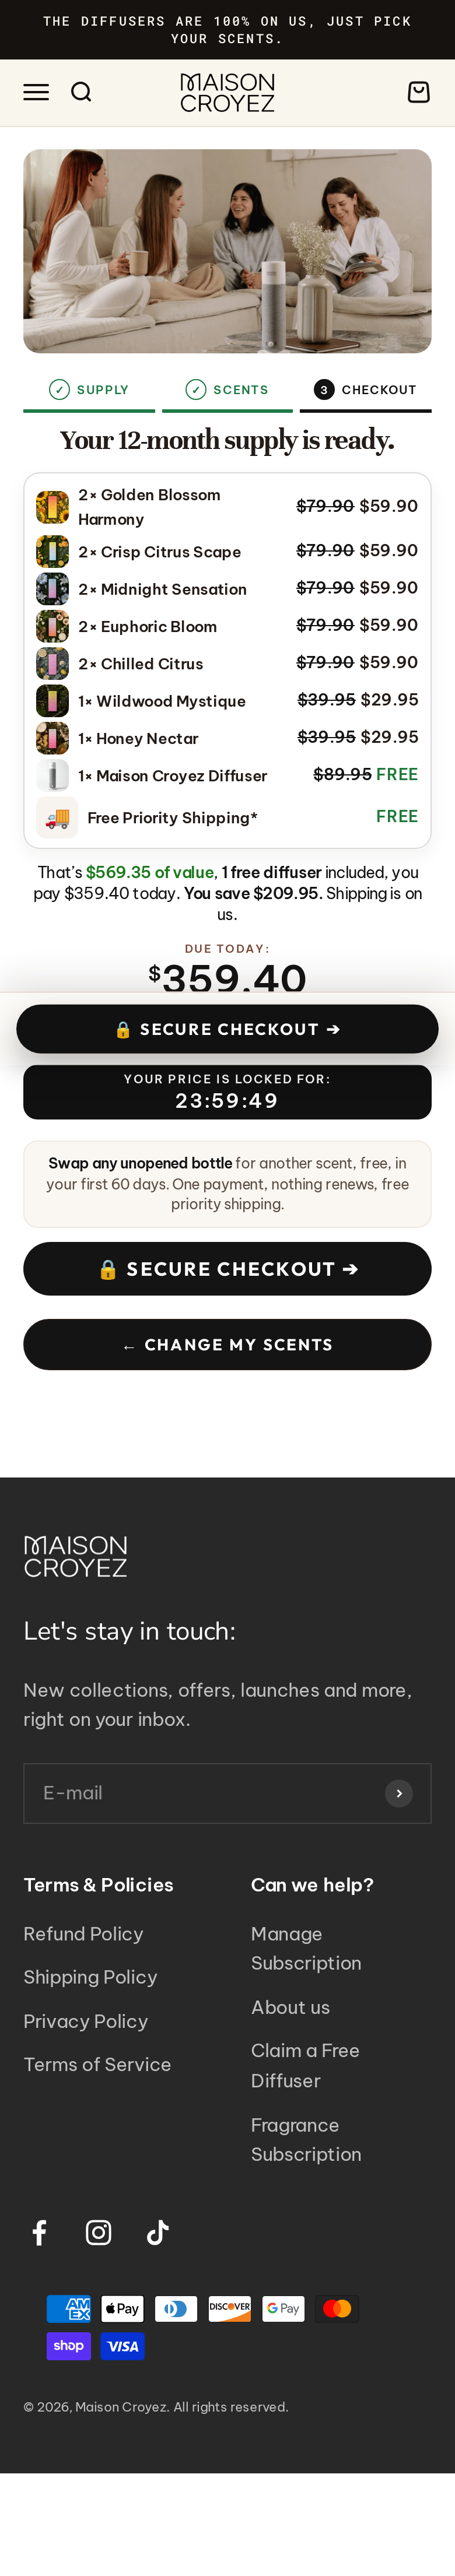 THE DIFFUSERS ARE 100% ON US, JUST PICK
YOUR SCENTS.
MAISON
CROYEZ
✓ SUPPLY
✓ SCENTS
3 CHECKOUT
Your 12-month supply is ready.
2× Golden Blossom
Harmony
$79.90 $59.90
2× Crisp Citrus Scape $79.90 $59.90
2× Midnight Sensation $79.90 $59.90
2× Euphoric Bloom $79.90 $59.90
2× Chilled Citrus $79.90 $59.90
1× Wildwood Mystique $39.95 $29.95
1× Honey Nectar $39.95 $29.95
1× Maison Croyez Diffuser $89.95 FREE
🚚 Free Priority Shipping* FREE
That's $569.35 of value, 1 free diffuser included, you
pay $359.40 today. You save $209.95. Shipping is on
us.
DUE TODAY:
$359.40
🔒 SECURE CHECKOUT ➔
YOUR PRICE IS LOCKED FOR:
23:59:49
Swap any unopened bottle for another scent, free, in
your first 60 days. One payment, nothing renews, free
priority shipping.
🔒 SECURE CHECKOUT ➔
← CHANGE MY SCENTS
MAISON
CROYEZ
Let's stay in touch:
New collections, offers, launches and more,
right on your inbox.
E-mail
Terms & Policies
Refund Policy
Shipping Policy
Privacy Policy
Terms of Service
Can we help?
Manage
Subscription
About us
Claim a Free
Diffuser
Fragrance
Subscription
AMEX
Pay
DISCOVER
G Pay
shop
VISA
© 2026, Maison Croyez. All rights reserved.